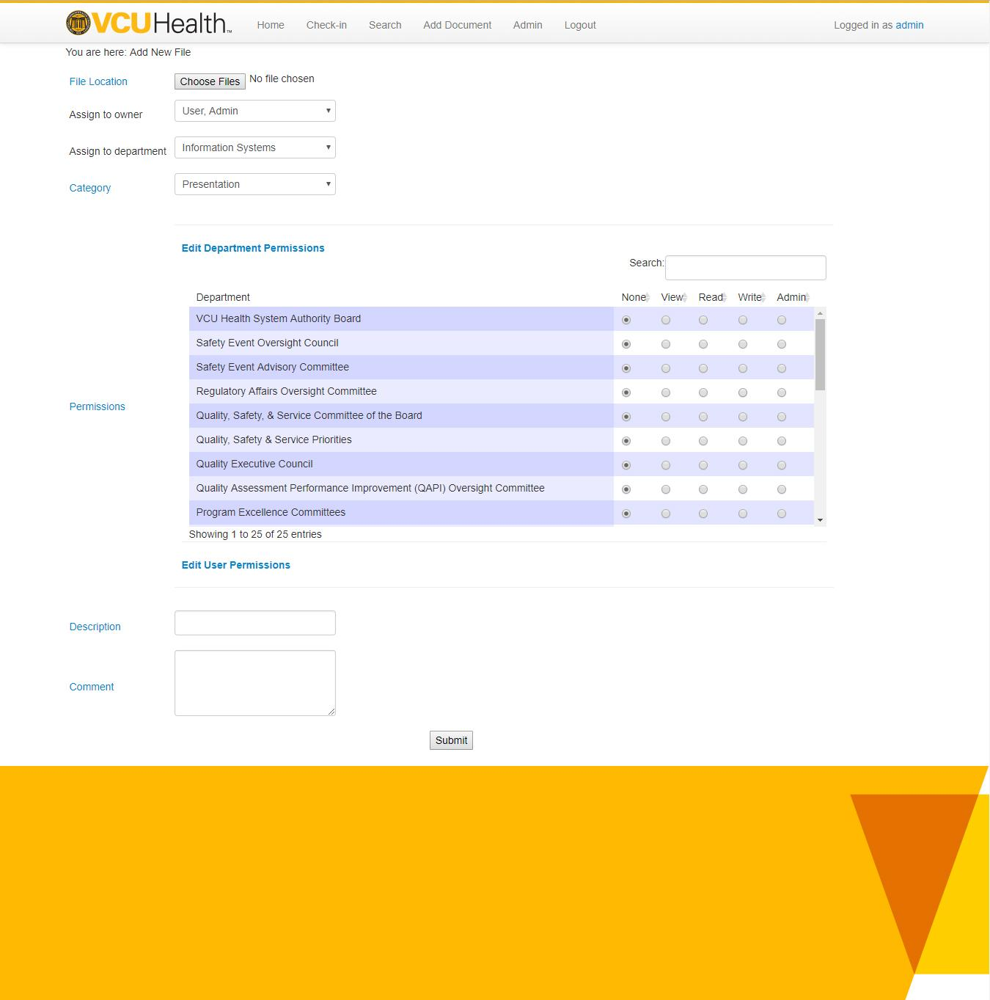 VCUHealth™ Home Check-in Search Add Document Admin Logout Logged in as admin
You are here: Add New File
File Location Choose Files No file chosen
Assign to owner User, Admin
Assign to department Information Systems
Category Presentation
Edit Department Permissions
Search:
Department None View Read Write Admin
VCU Health System Authority Board
Safety Event Oversight Council
Safety Event Advisory Committee
Regulatory Affairs Oversight Committee
Permissions
Quality, Safety, & Service Committee of the Board
Quality, Safety & Service Priorities
Quality Executive Council
Quality Assessment Performance Improvement (QAPI) Oversight Committee
Program Excellence Committees
Showing 1 to 25 of 25 entries
Edit User Permissions
Description
Comment
Submit